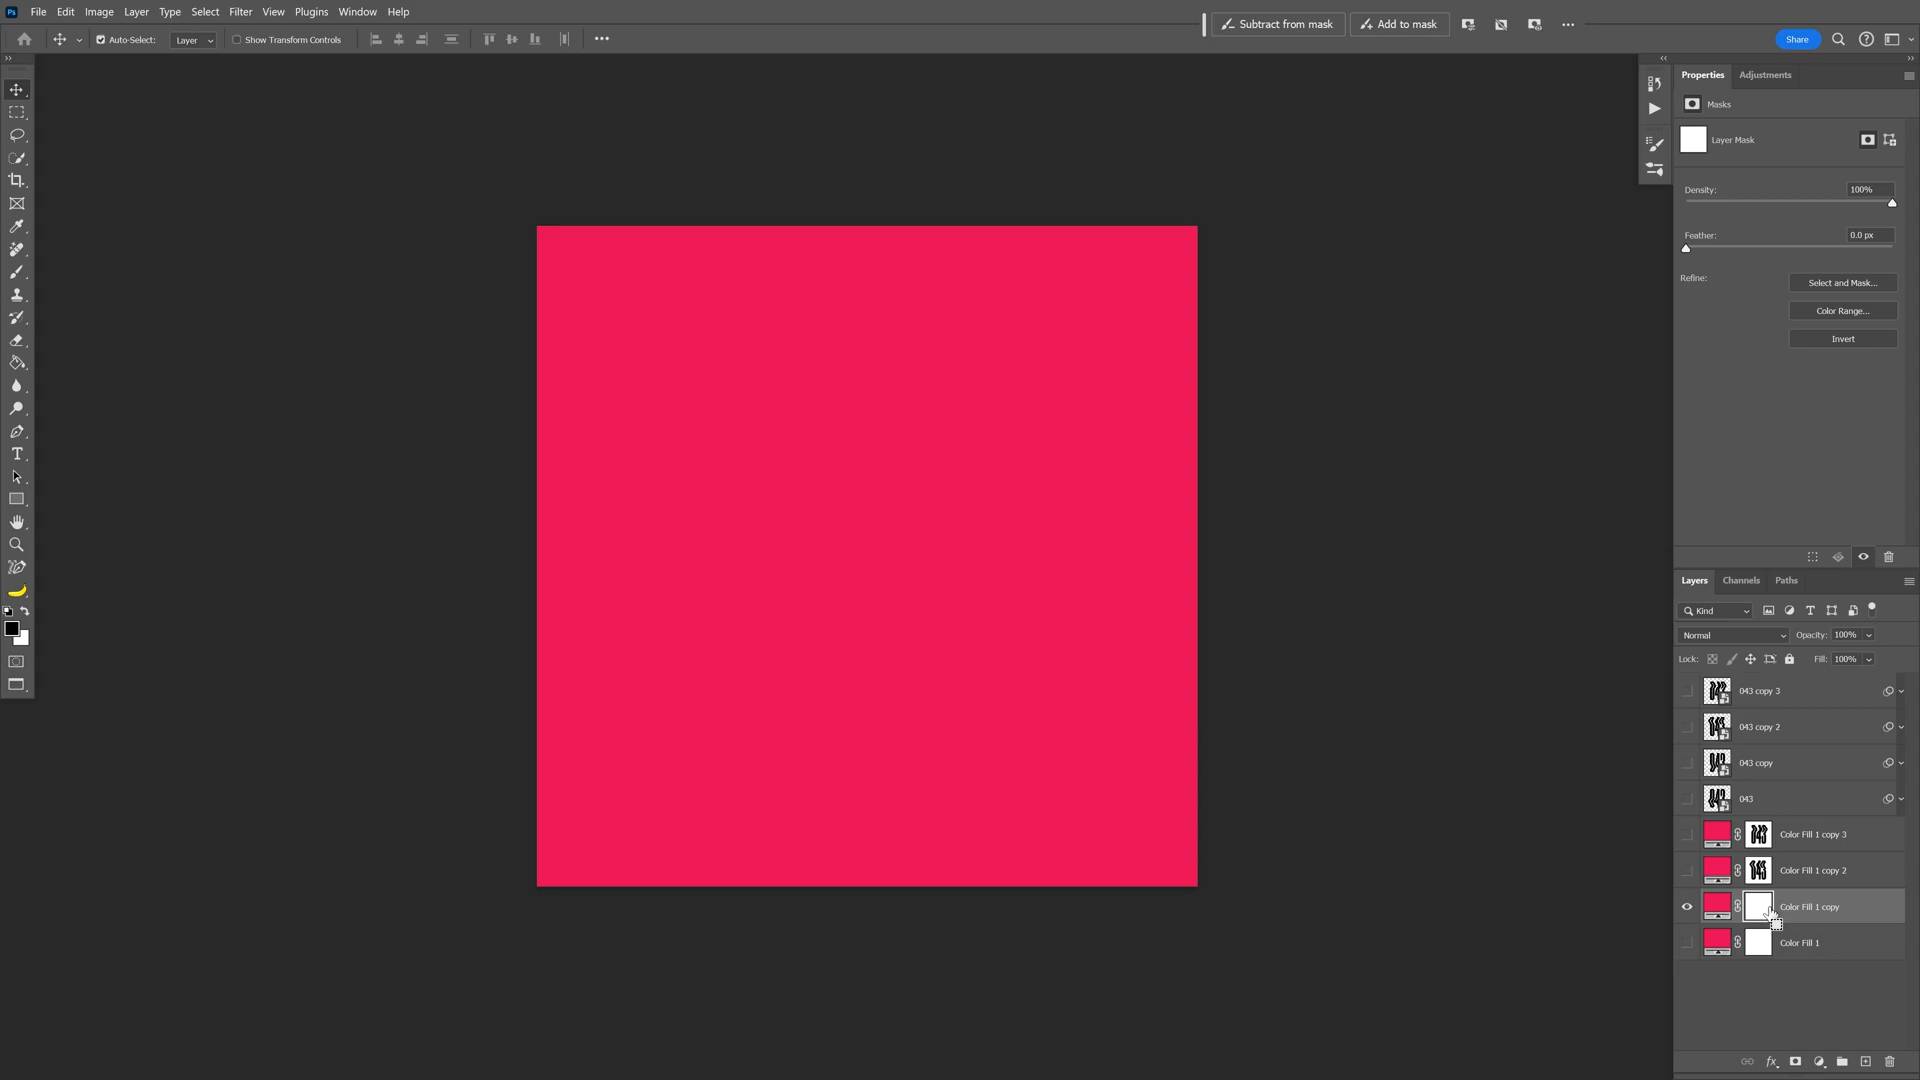 Ps File Edit Image Layer Type Select Filter View Plugins Window Help
Subtract from mask Add to mask
Auto-Select: Layer Show Transform Controls
Share
Properties Adjustments
Masks
Layer Mask
Density: 100%
Feather: 0.0 px
Refine: Select and Mask...
Color Range...
Invert
Layers Channels Paths
Kind
Normal Opacity: 100%
Lock: Fill: 100%
043 copy 3
043 copy 2
043 copy
043
Color Fill 1 copy 3
Color Fill 1 copy 2
Color Fill 1 copy
Color Fill 1
fx